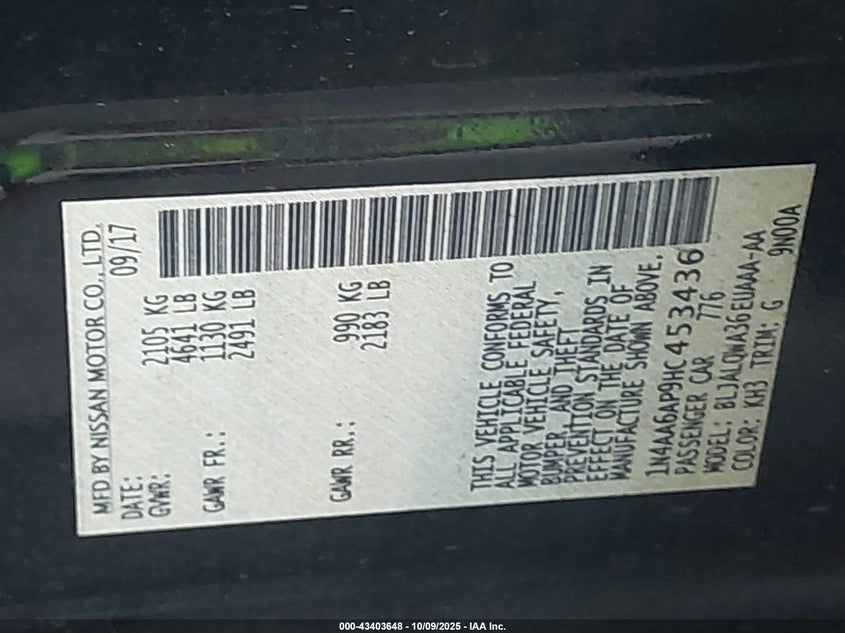 MFD BY NISSAN MOTOR CO., LTD.
DATE: 09/17
GVWR: 2105 KG
4641 LB
GAWR FR.: 1130 KG
2491 LB
GAWR RR.: 990 KG
2183 LB
THIS VEHICLE CONFORMS TO
ALL APPLICABLE FEDERAL
MOTOR VEHICLE SAFETY,
BUMPER, AND THEFT
PREVENTION STANDARDS IN
EFFECT ON THE DATE OF
MANUFACTURE SHOWN ABOVE.
1N4AA6AP9HC453436
PASSENGER CAR 776
MODEL: BLJALQWA36EUAAA-AA
COLOR: KH3 TRIM: G 9N00A
000-43403648 - 10/09/2025 - IAA Inc.